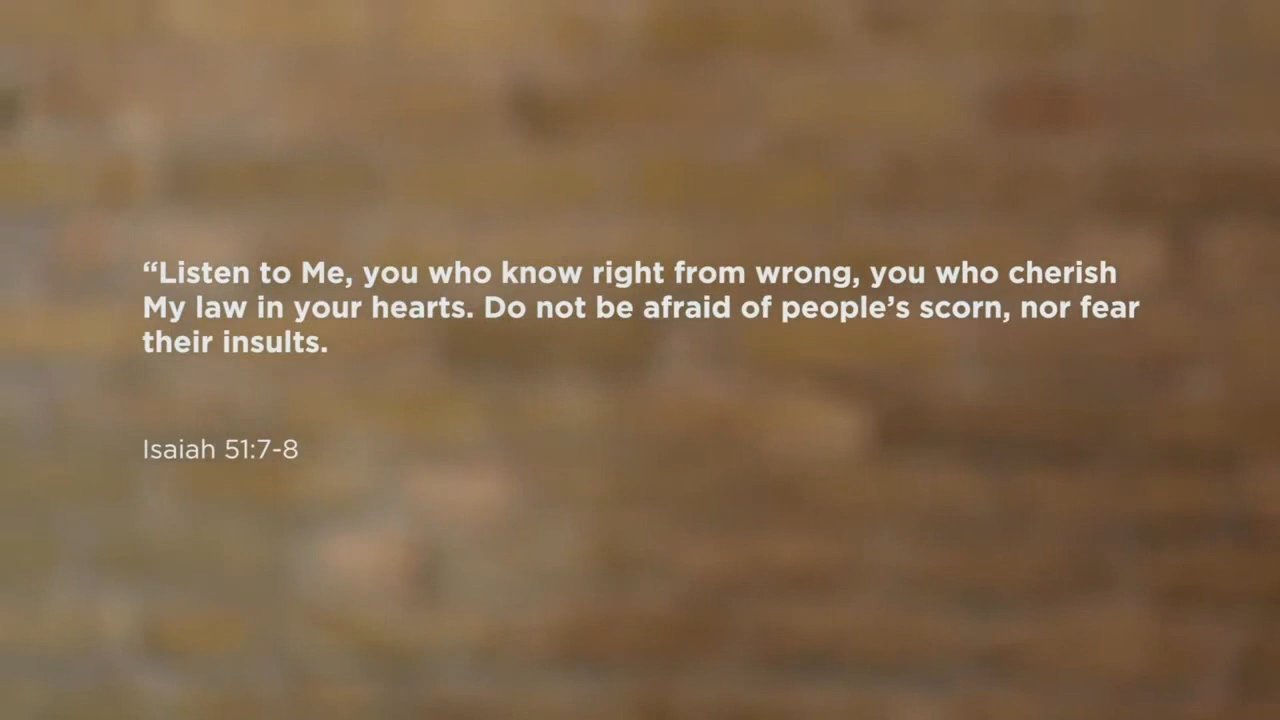 “Listen to Me, you who know right from wrong, you who cherish
My law in your hearts. Do not be afraid of people’s scorn, nor fear
their insults.
Isaiah 51:7-8